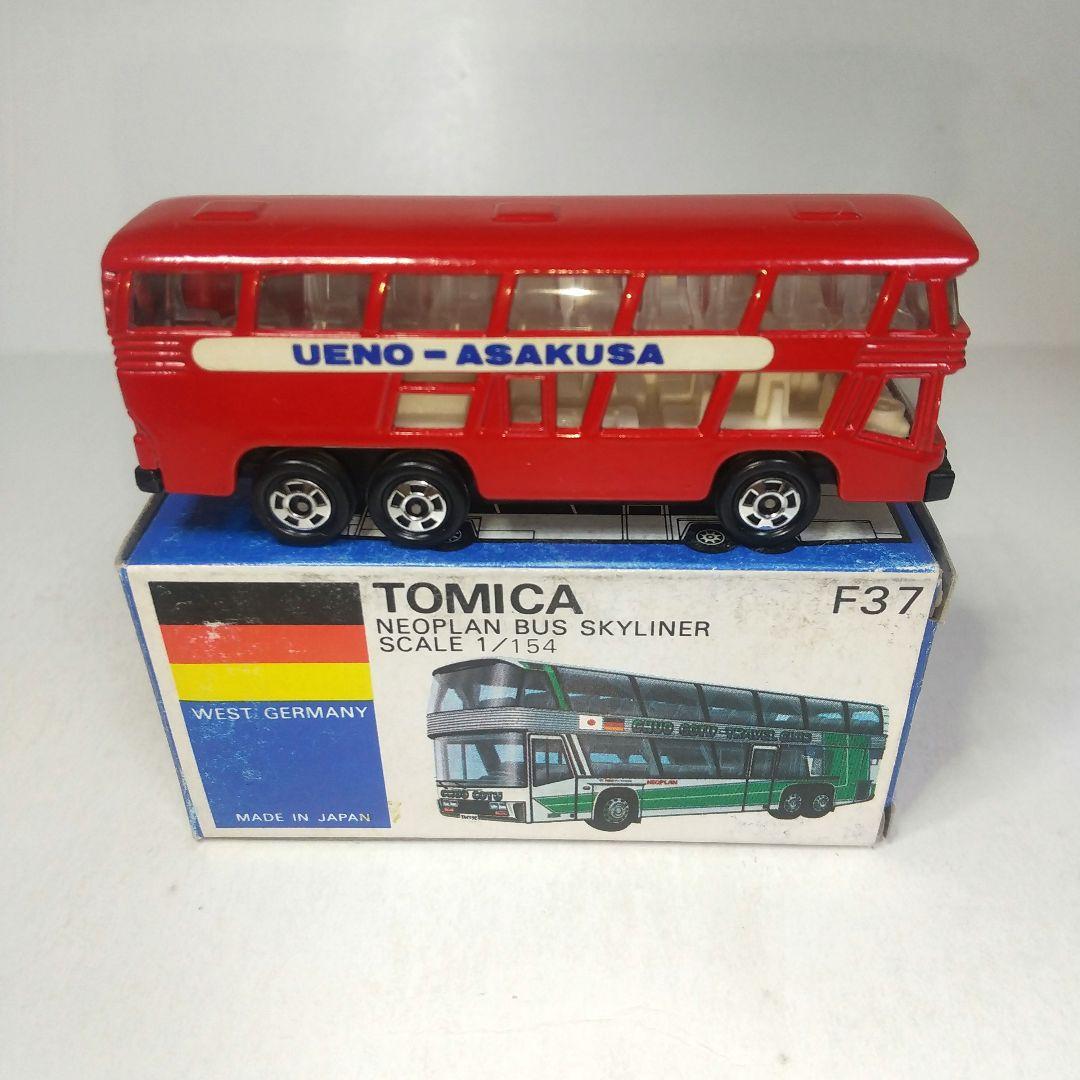 UENO - ASAKUSA
TOMICA
F37
NEOPLAN BUS SKYLINER
SCALE 1/154
WEST GERMANY
NEOPLAN
MADE IN JAPAN